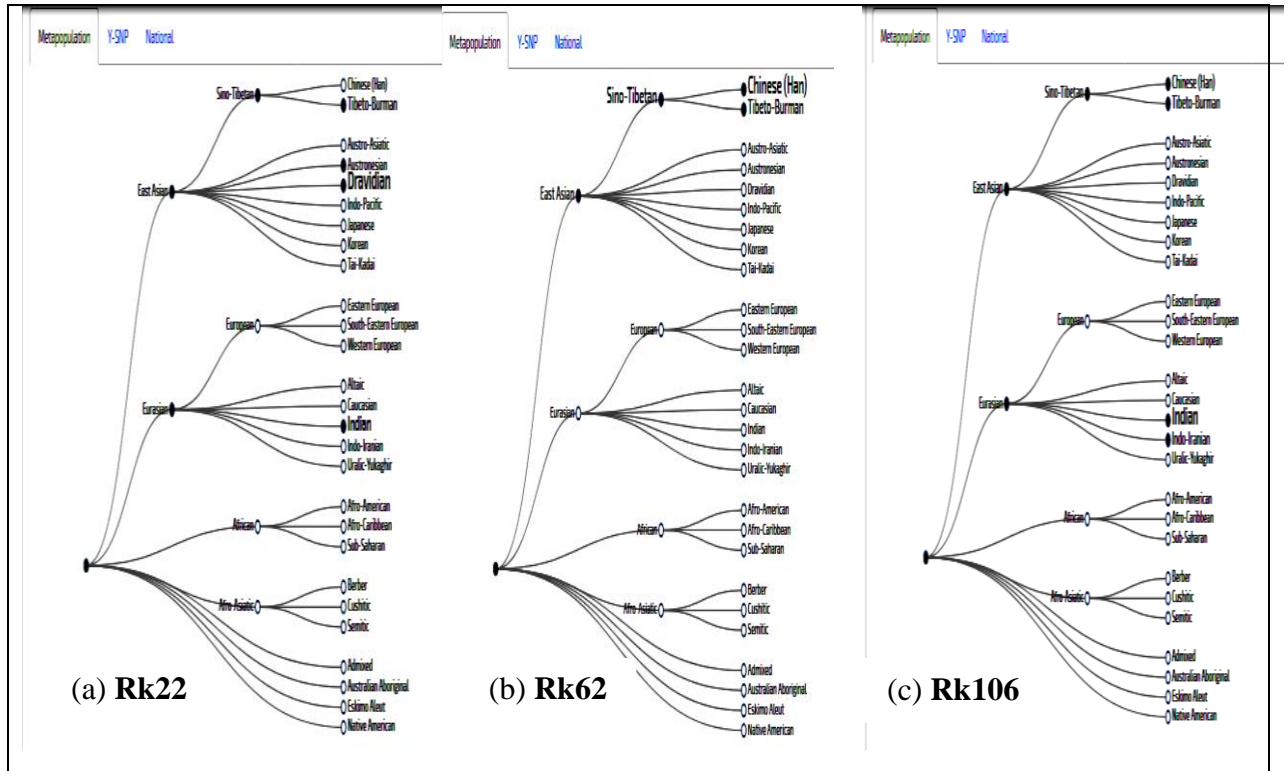 Metapopulation Y-SNP National
Sino-Tibetan
Chinese (Han)
Tibeto-Burman
East Asian
Austro-Asiatic
Austronesian
Dravidian
Indo-Pacific
Japanese
Korean
Tai-Kadai
European
Eastern European
South-Eastern European
Western European
Eurasian
Altaic
Caucasian
Indian
Indo-Iranian
Uralic-Yukaghir
African
Afro-American
Afro-Caribbean
Sub-Saharan
Afro-Asiatic
Berber
Cushitic
Semitic
Admixed
Australian Aboriginal
Eskimo Aleut
Native American
(a) Rk22
Metapopulation Y-SNP National
Sino-Tibetan
Chinese (Han)
Tibeto-Burman
East Asian
Austro-Asiatic
Austronesian
Dravidian
Indo-Pacific
Japanese
Korean
Tai-Kadai
European
Eastern European
South-Eastern European
Western European
Eurasian
Altaic
Caucasian
Indian
Indo-Iranian
Uralic-Yukaghir
African
Afro-American
Afro-Caribbean
Sub-Saharan
Afro-Asiatic
Berber
Cushitic
Semitic
Admixed
Australian Aboriginal
Eskimo Aleut
Native American
(b) Rk62
Metapopulation Y-SNP National
Sino-Tibetan
Chinese (Han)
Tibeto-Burman
East Asian
Austro-Asiatic
Austronesian
Dravidian
Indo-Pacific
Japanese
Korean
Tai-Kadai
European
Eastern European
South-Eastern European
Western European
Eurasian
Altaic
Caucasian
Indian
Indo-Iranian
Uralic-Yukaghir
African
Afro-American
Afro-Caribbean
Sub-Saharan
Afro-Asiatic
Berber
Cushitic
Semitic
Admixed
Australian Aboriginal
Eskimo Aleut
Native American
(c) Rk106